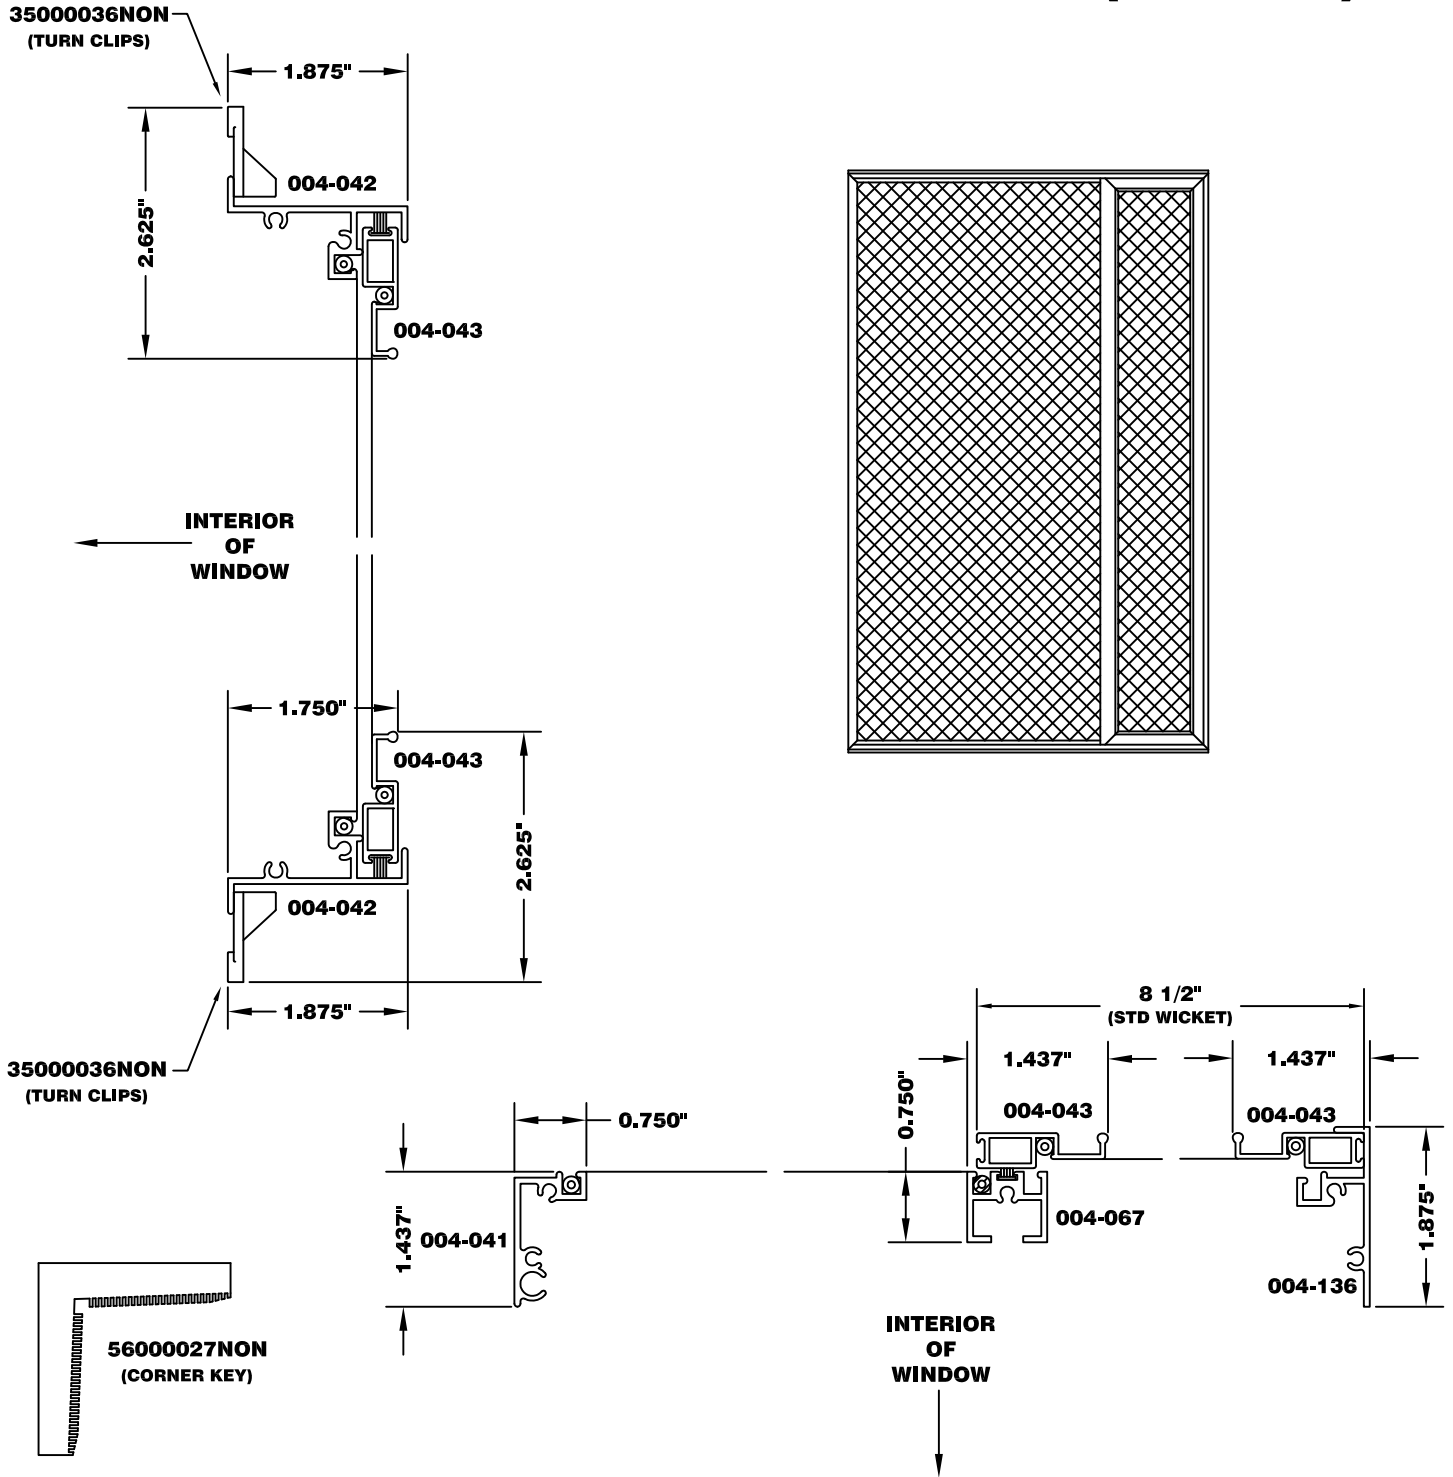 35000036NON
(TURN CLIPS)
1.875"
2.625"
004-042
004-043
INTERIOR
OF
WINDOW
1.750"
004-043
2.625"
004-042
1.875"
35000036NON
(TURN CLIPS)
0.750"
1.437"
004-041
56000027NON
(CORNER KEY)
8 1/2"
(STD WICKET)
1.437"
1.437"
0.750"
004-043
004-043
004-067
1.875"
004-136
INTERIOR
OF
WINDOW